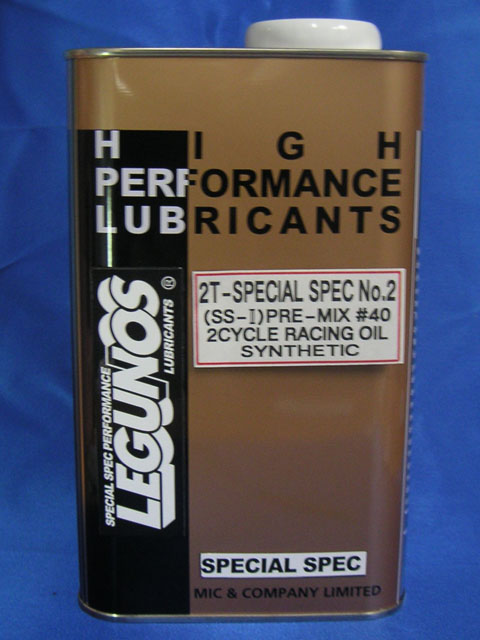 HIGH
PERFORMANCE
LUBRICANTS
2T-SPECIAL SPEC No.2
(SS-I)PRE-MIX #40
2CYCLE RACING OIL
SYNTHETIC
SPECIAL SPEC PERFORMANCE
LUBRICANTS ®
LEGUNOS
SPECIAL SPEC
MIC & COMPANY LIMITED